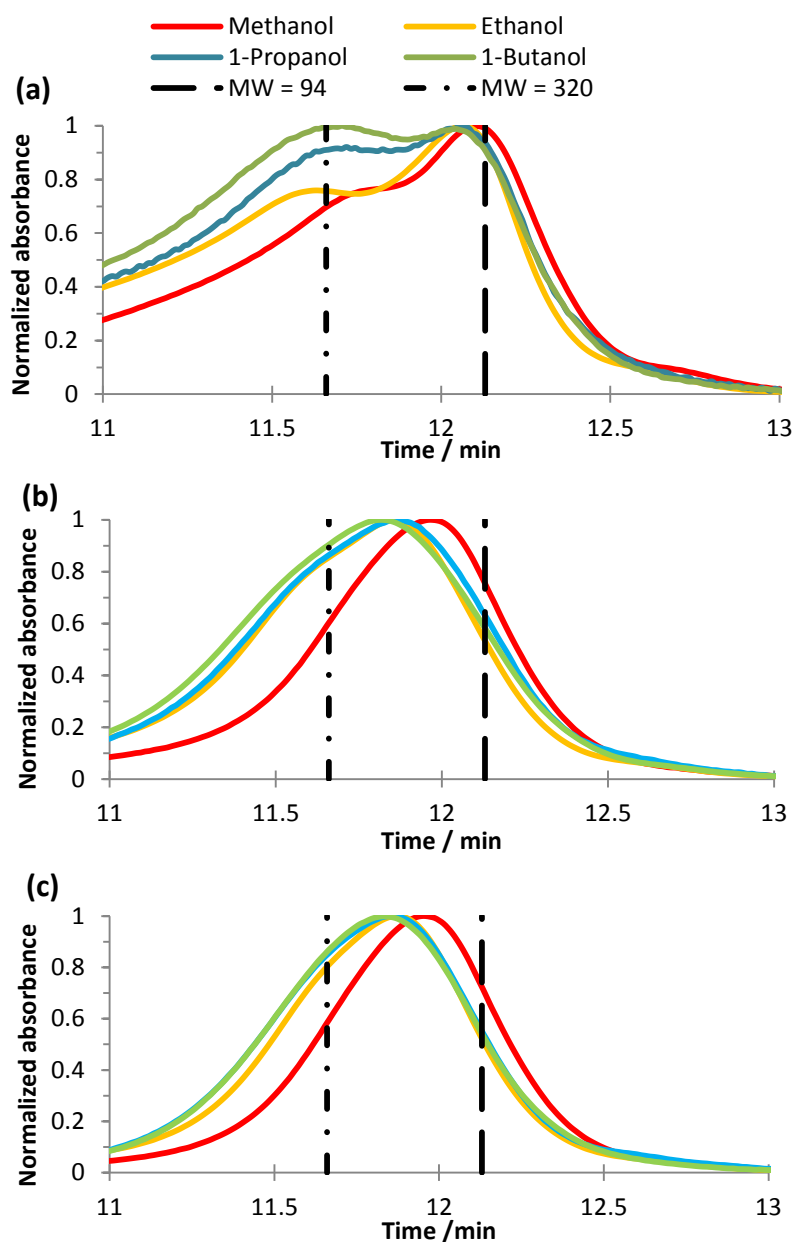 Methanol Ethanol
1-Propanol 1-Butanol
MW = 94 MW = 320
(a)
Normalized absorbance
1
0.8
0.6
0.4
0.2
0
11 11.5 12 12.5 13
Time / min
(b)
Normalized absorbance
1
0.8
0.6
0.4
0.2
0
11 11.5 12 12.5 13
Time / min
(c)
Normalized absorbance
1
0.8
0.6
0.4
0.2
0
11 11.5 12 12.5 13
Time /min